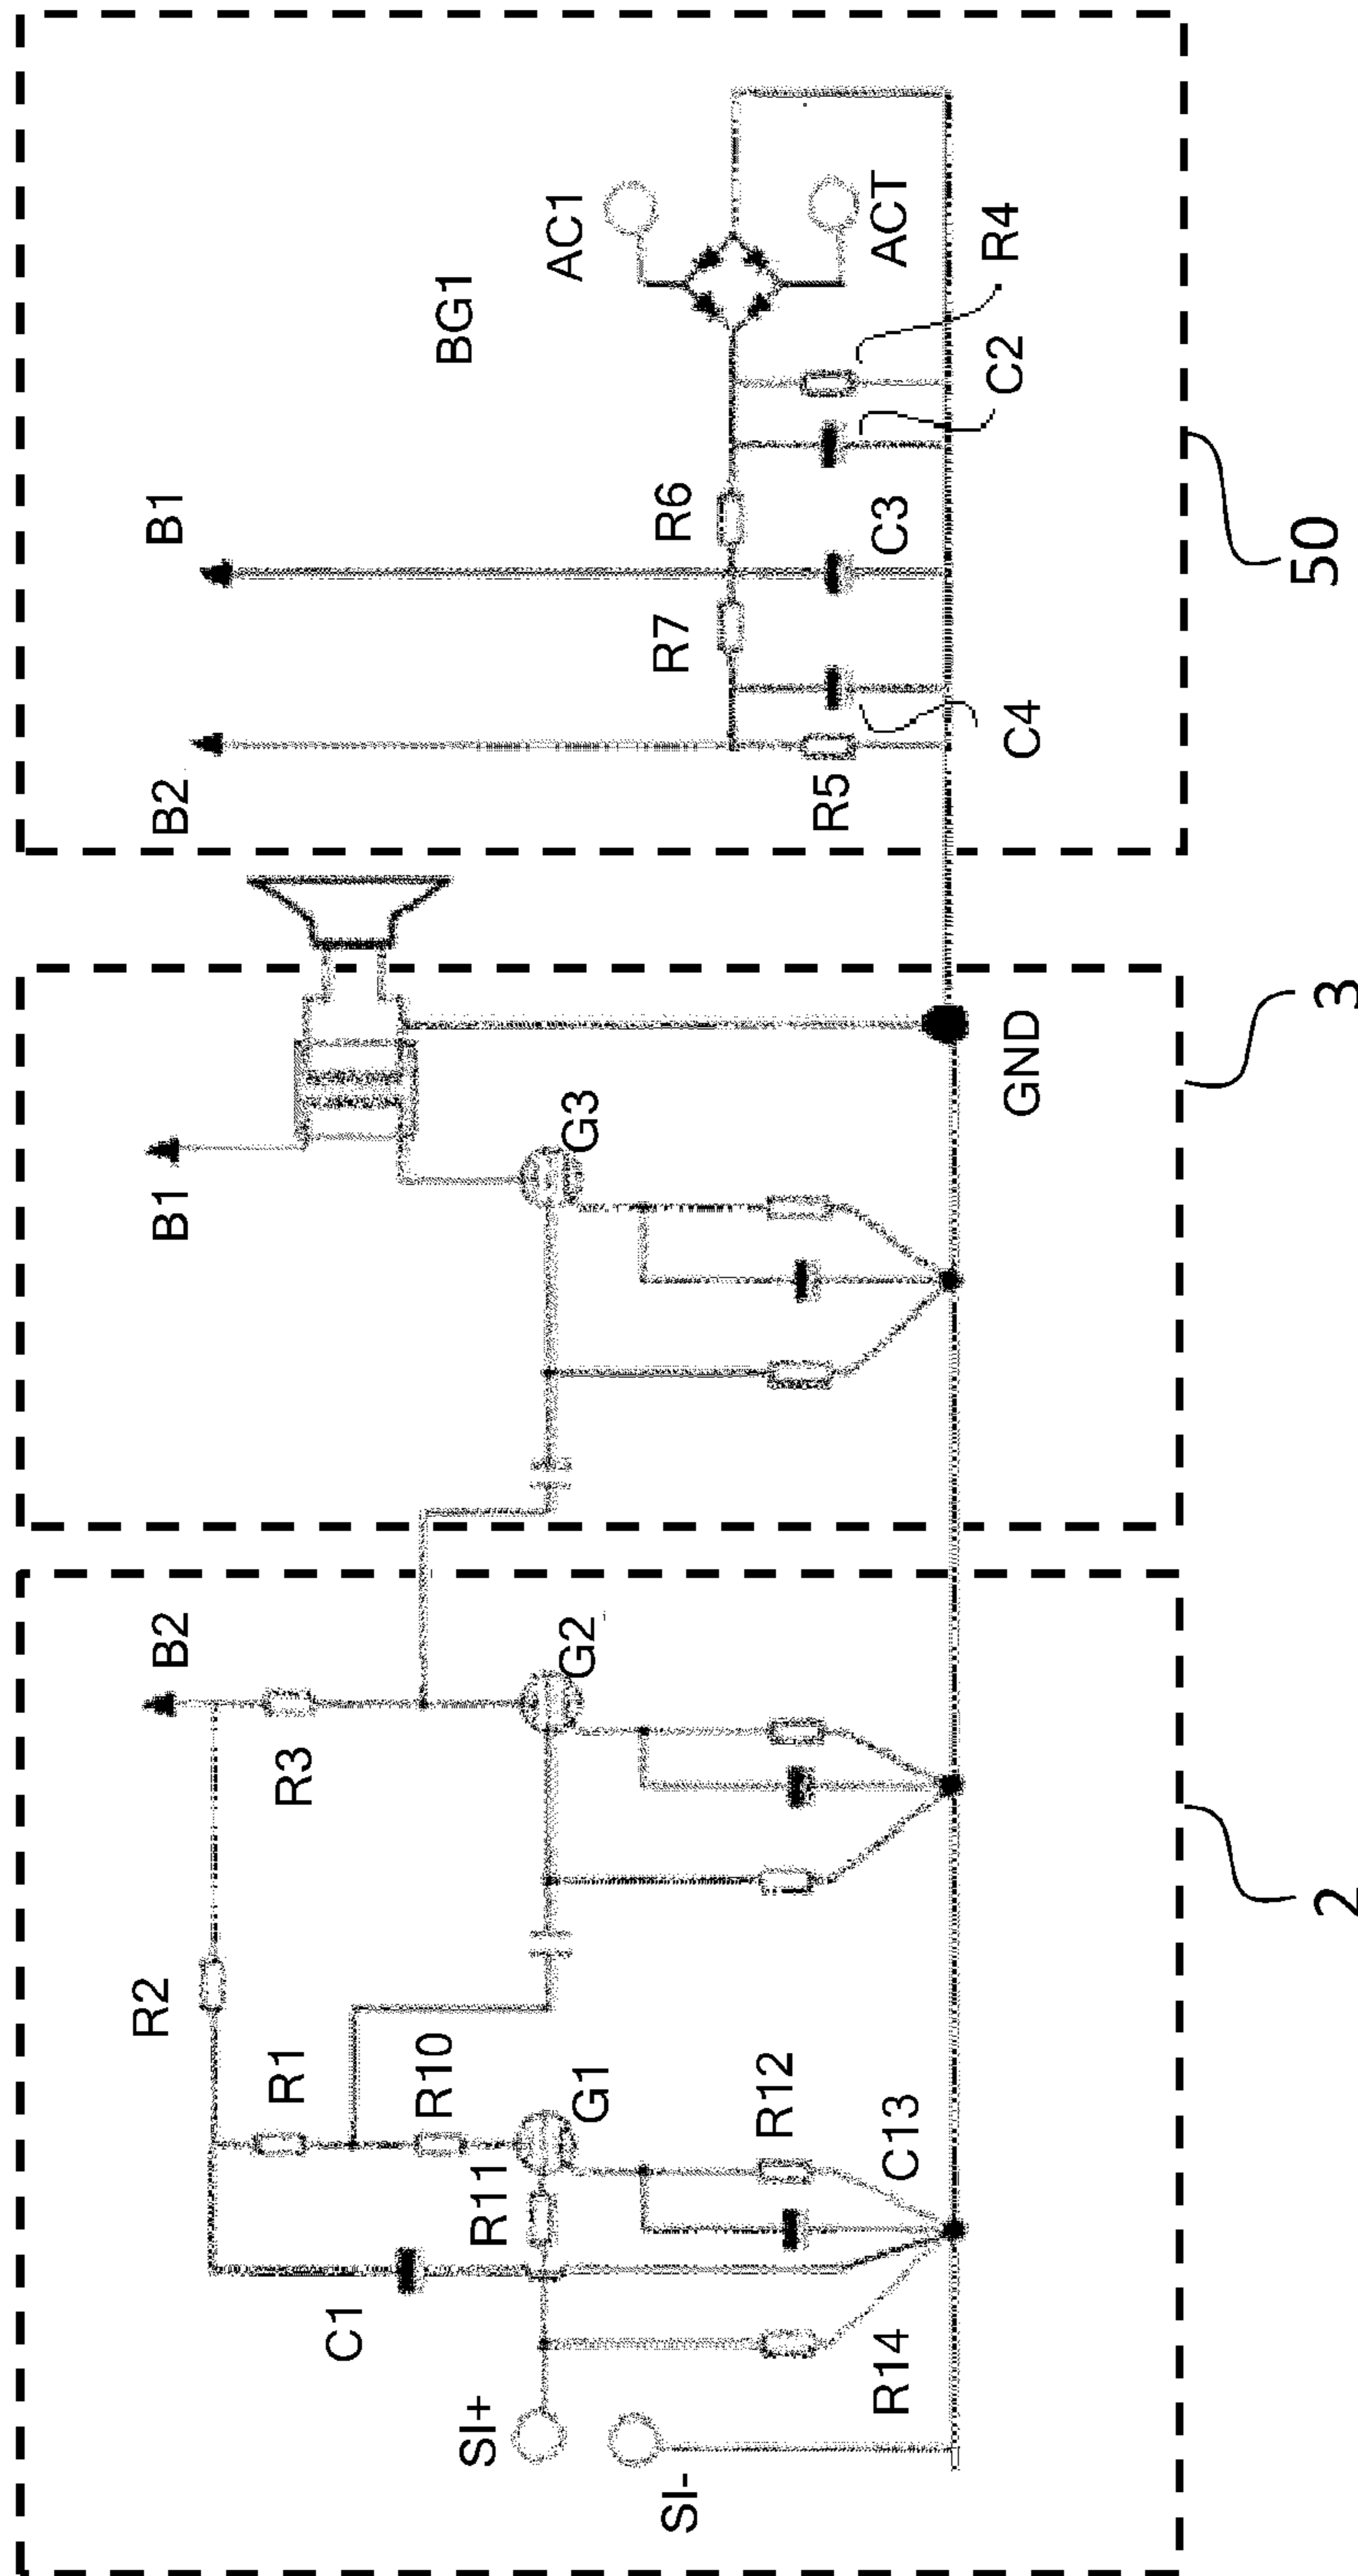 B2
B1
BG1
AC1
ACT
R7
R6
R5
C4
C3
C2
R4
50
B1
G3
GND
3
B2
R2
R3
R1
R10
G2
C1
R11
G1
SI+
SI-
R12
C13
R14
2